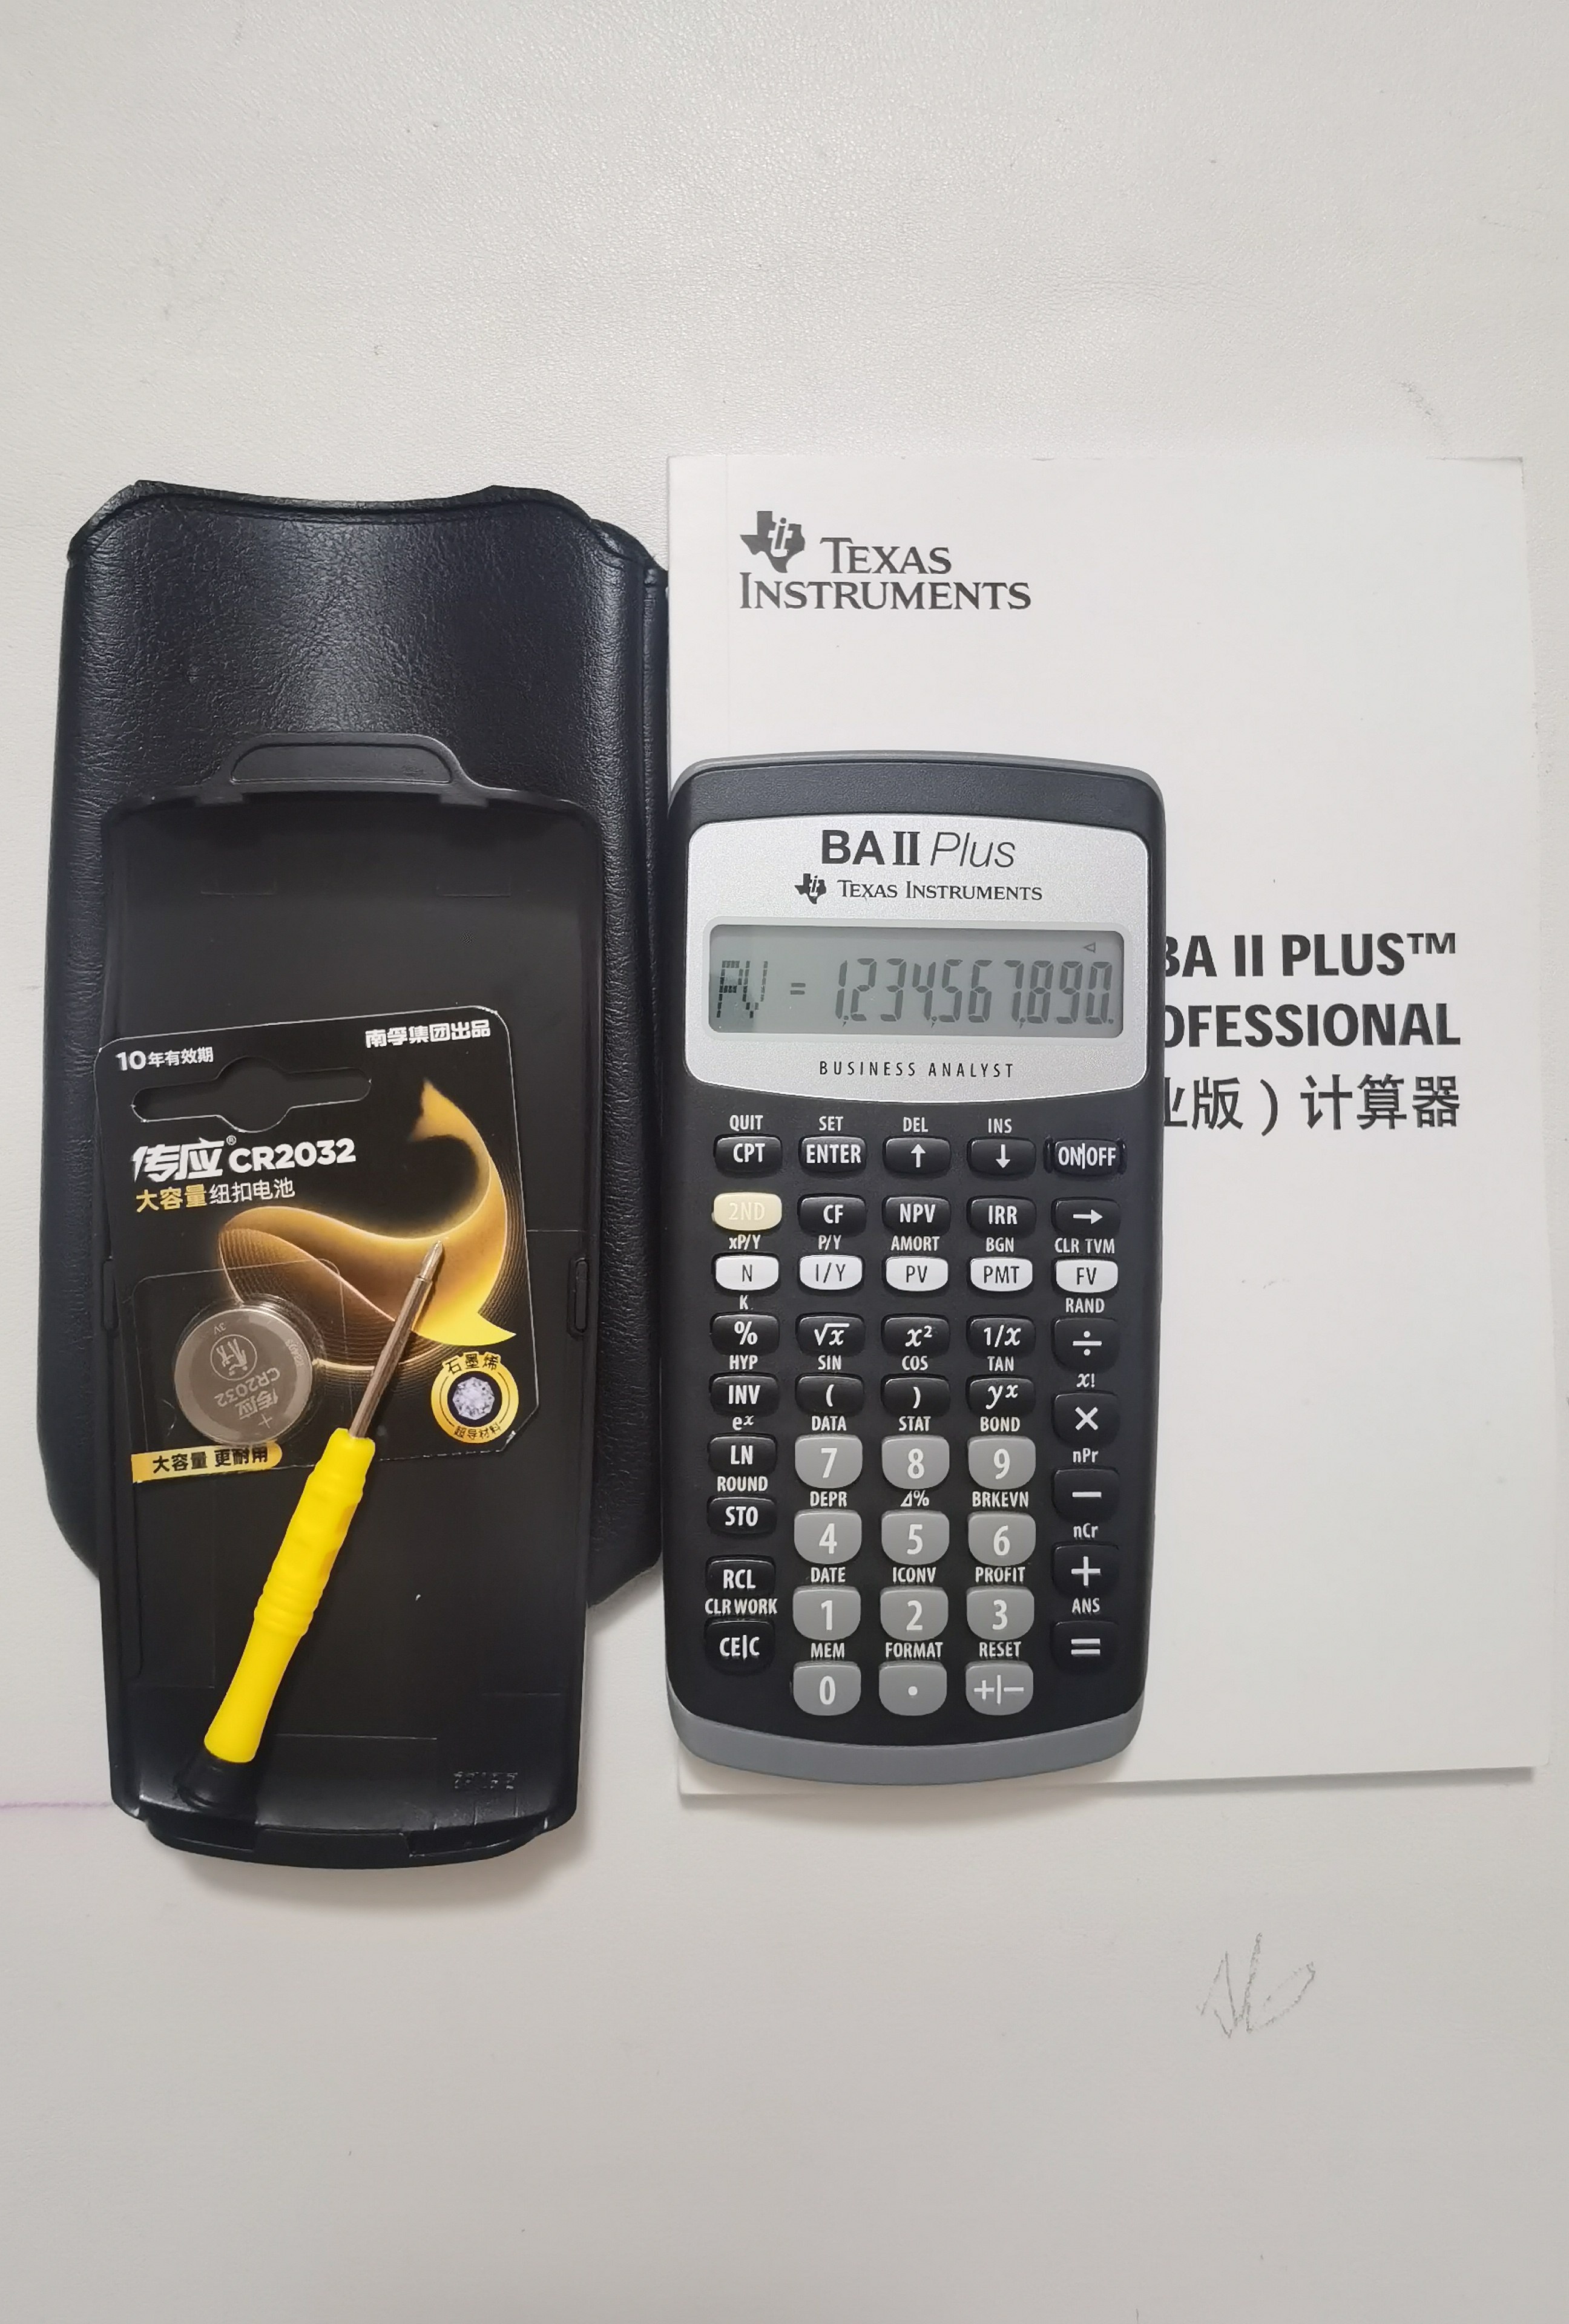 TEXAS
INSTRUMENTS
BA II PLUS™
OFESSIONAL
版）计算器
BA II Plus
TEXAS INSTRUMENTS
PV = 1,234,567,890.
BUSINESS ANALYST
QUIT SET DEL INS
CPT ENTER ↑ ↓ ON|OFF
2ND CF NPV IRR →
xP/Y P/Y AMORT BGN CLR TVM
N I/Y PV PMT FV
K RAND
% √x x² 1/x ÷
HYP SIN COS TAN x!
INV ( ) yˣ ×
eˣ DATA STAT BOND nPr
LN 7 8 9 −
ROUND DEPR Δ% BRKEVN nCr
STO 4 5 6 +
DATE ICONV PROFIT ANS
RCL 1 2 3 =
CLR WORK MEM FORMAT RESET
CE|C 0 . +|−
10年有效期
南孚集团出品
传应®CR2032
大容量纽扣电池
3V
CR2032
传应
+
石墨烯
超导材料
大容量 更耐用